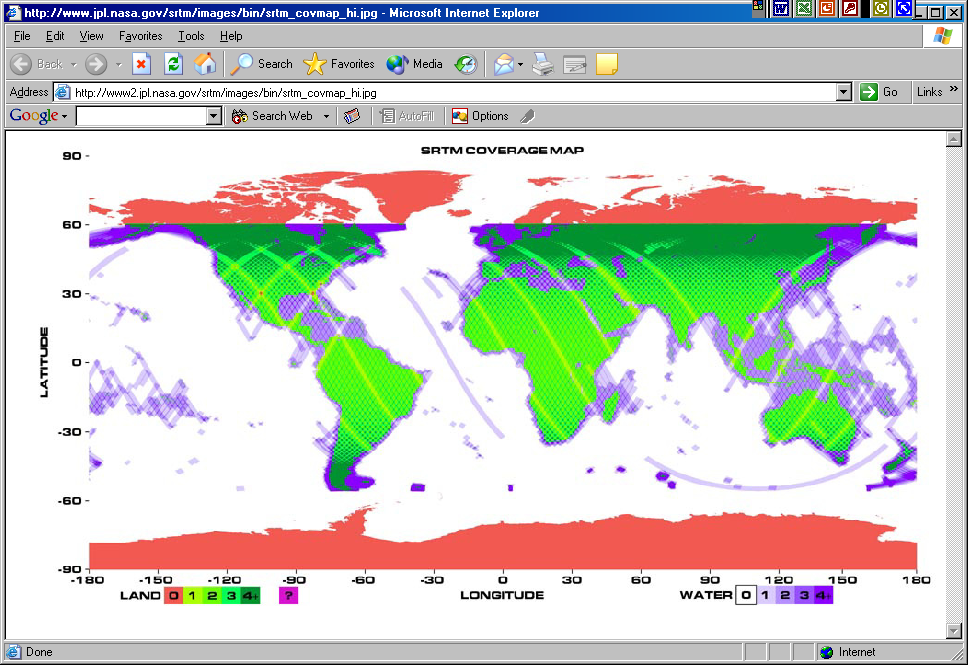 http://www.jpl.nasa.gov/srtm/images/bin/srtm_covmap_hi.jpg - Microsoft Internet Explorer
File Edit View Favorites Tools Help
Back Search Favorites Media
Address http://www2.jpl.nasa.gov/srtm/images/bin/srtm_covmap_hi.jpg Go Links »
Google Search Web AutoFill Options
SRTM COVERAGE MAP
90
60
30
0
-30
-60
-90
LATITUDE
-180 -150 -120 -90 -60 -30 0 30 60 90 120 150 180
LAND 0 1 2 3 4+ ? LONGITUDE WATER 0 1 2 3 4+
Done Internet